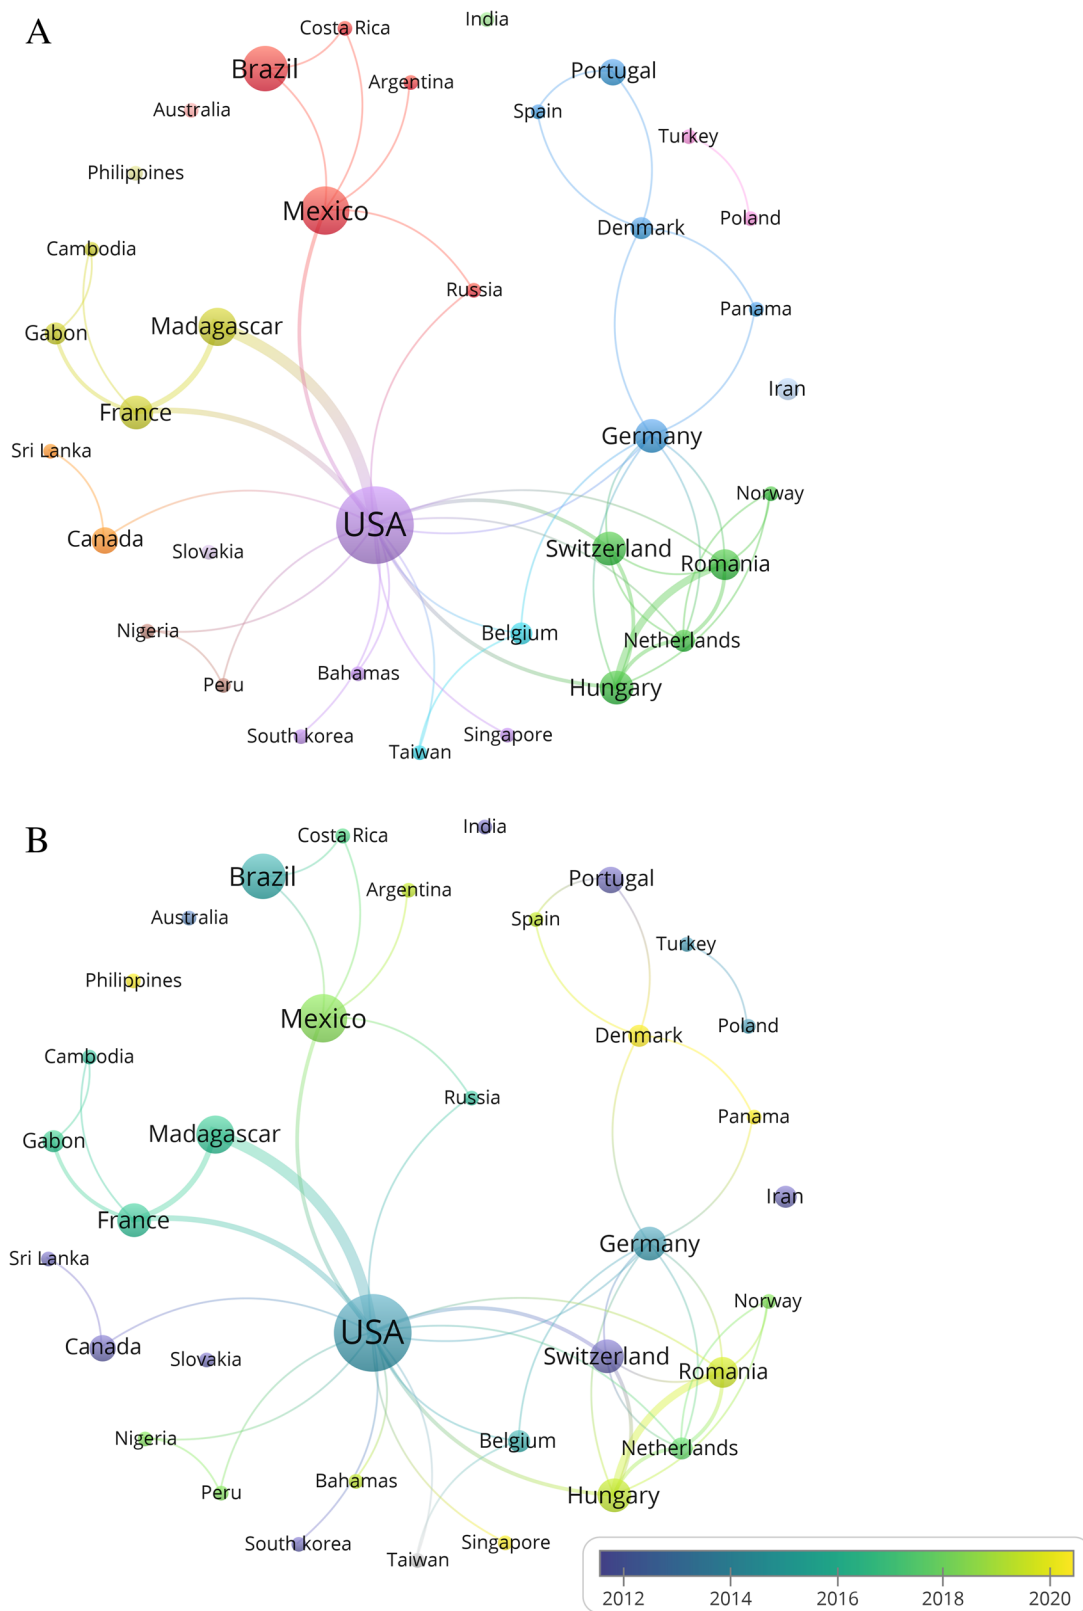 A
India
Costa Rica
Brazil
Portugal
Argentina
Australia
Spain
Turkey
Philippines
Mexico
Poland
Denmark
Cambodia
Russia
Panama
Madagascar
Gabon
Iran
France
Germany
Sri Lanka
Norway
USA
Canada
Slovakia
Switzerland
Romania
Nigeria
Belgium
Netherlands
Bahamas
Peru
Hungary
South korea
Singapore
Taiwan
B
India
Costa Rica
Brazil
Portugal
Argentina
Australia
Spain
Turkey
Philippines
Mexico
Poland
Denmark
Cambodia
Russia
Panama
Madagascar
Gabon
Iran
France
Germany
Sri Lanka
Norway
USA
Canada
Slovakia
Switzerland
Romania
Nigeria
Belgium
Netherlands
Bahamas
Peru
Hungary
South korea
Singapore
Taiwan
2012 2014 2016 2018 2020